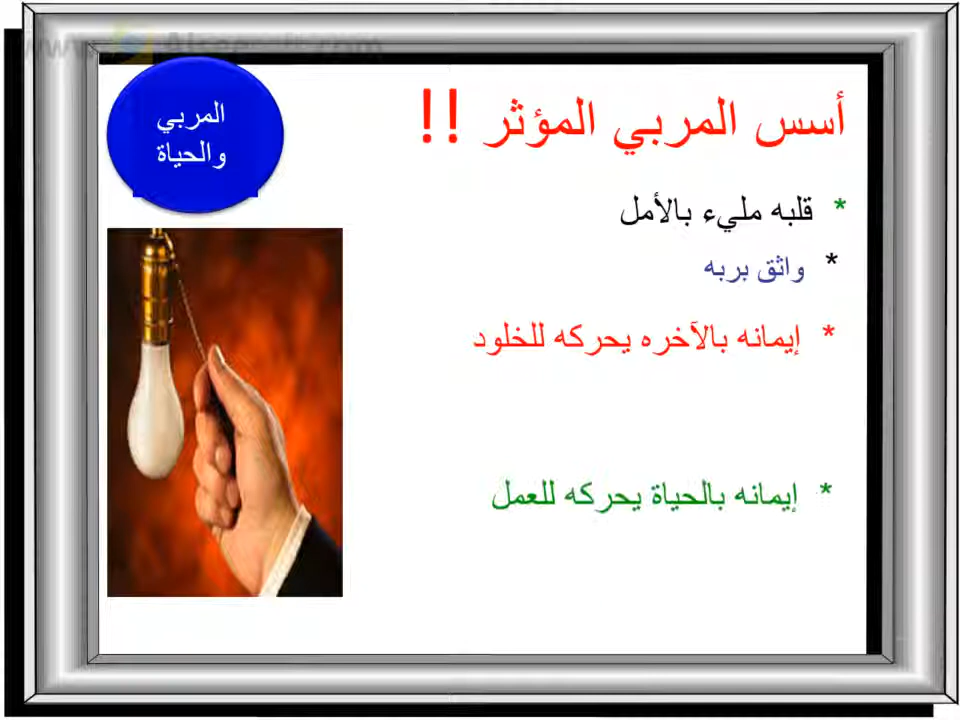 أسس المربي المؤثر !!
المربي
والحياة
* قلبه مليء بالأمل
* واثق بربه
* إيمانه بالآخره يحركه للخلود
* إيمانه بالحياة يحركه للعمل